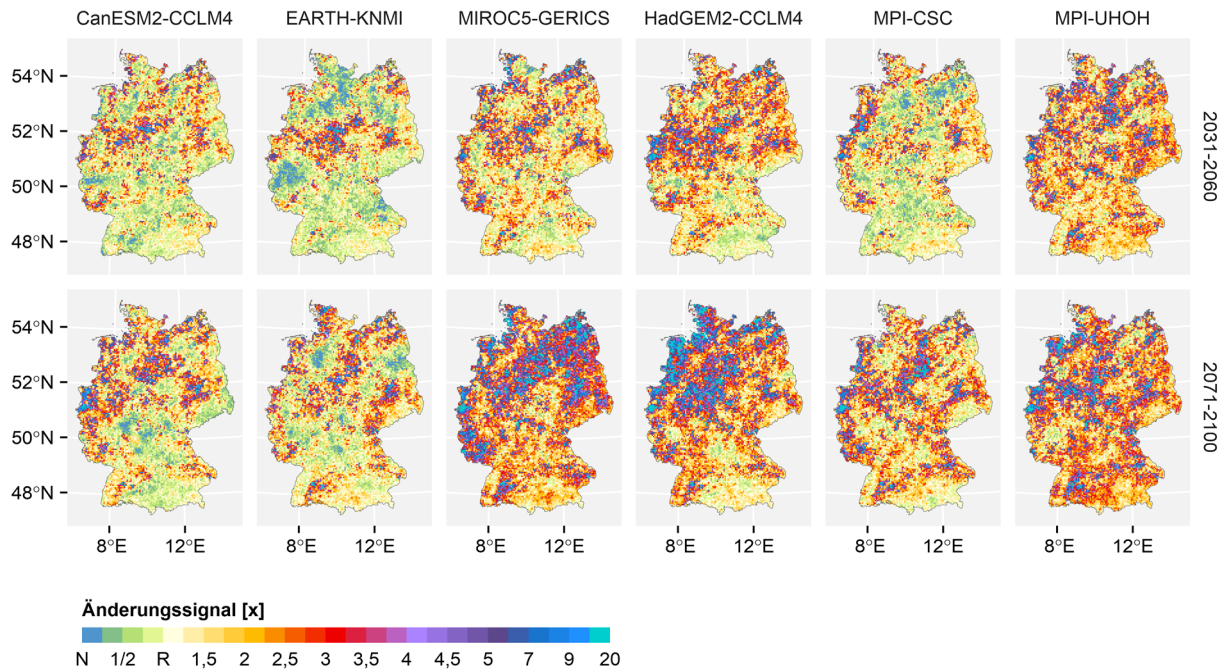 CanESM2-CCLM4 EARTH-KNMI MIROC5-GERICS HadGEM2-CCLM4 MPI-CSC MPI-UHOH
54°N
52°N
50°N
48°N
2031-2060
54°N
52°N
50°N
48°N
2071-2100
8°E 12°E 8°E 12°E 8°E 12°E 8°E 12°E 8°E 12°E 8°E 12°E
Änderungssignal [x]
N 1/2 R 1,5 2 2,5 3 3,5 4 4,5 5 7 9 20